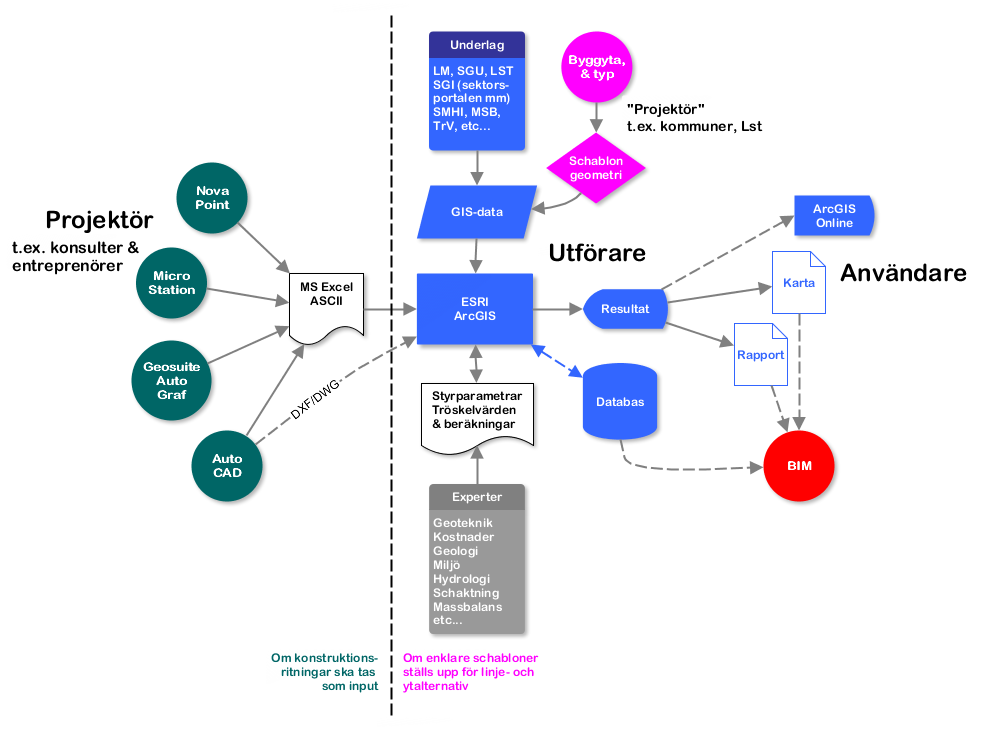 Projektör
t.ex. konsulter &
entreprenörer
Nova
Point
Micro
Station
Geosuite
Auto
Graf
Auto
CAD
MS Excel
ASCII
DXF/DWG
Om konstruktions-
ritningar ska tas
som input
Underlag
LM, SGU, LST
SGI (sektors-
portalen mm)
SMHI, MSB,
TrV, etc...
Byggyta,
& typ
"Projektör"
t.ex. kommuner, Lst
Schablon
geometri
GIS-data
Utförare
ESRI
ArcGIS
Resultat
Styrparametrar
Tröskelvärden
& beräkningar
Databas
Experter
Geoteknik
Kostnader
Geologi
Miljö
Hydrologi
Schaktning
Massbalans
etc...
Om enklare schabloner
ställs upp för linje- och
ytalternativ
ArcGIS
Online
Användare
Karta
Rapport
BIM